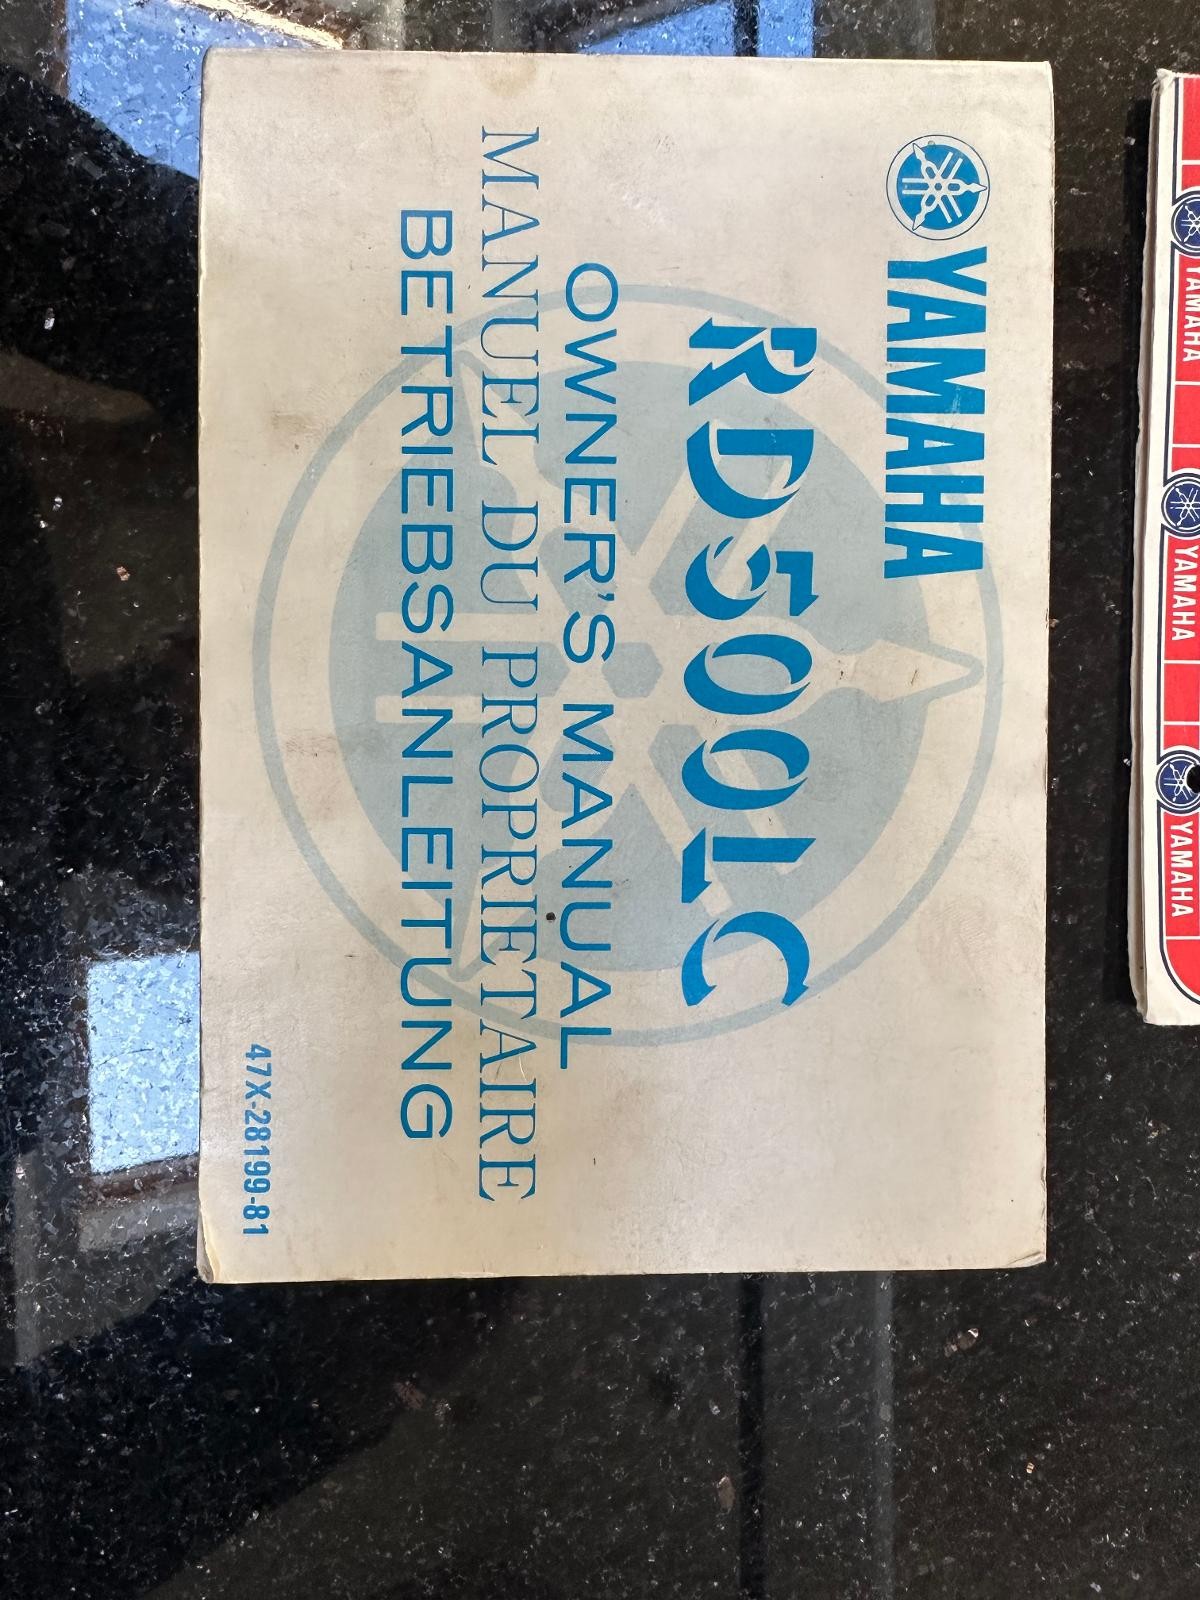 YAMAHA
RD500LC
OWNER'S MANUAL
MANUEL DU PROPRIETAIRE
BETRIEBSANLEITUNG
47X-28199-81
YAMAHA
YAMAHA
YAMAHA